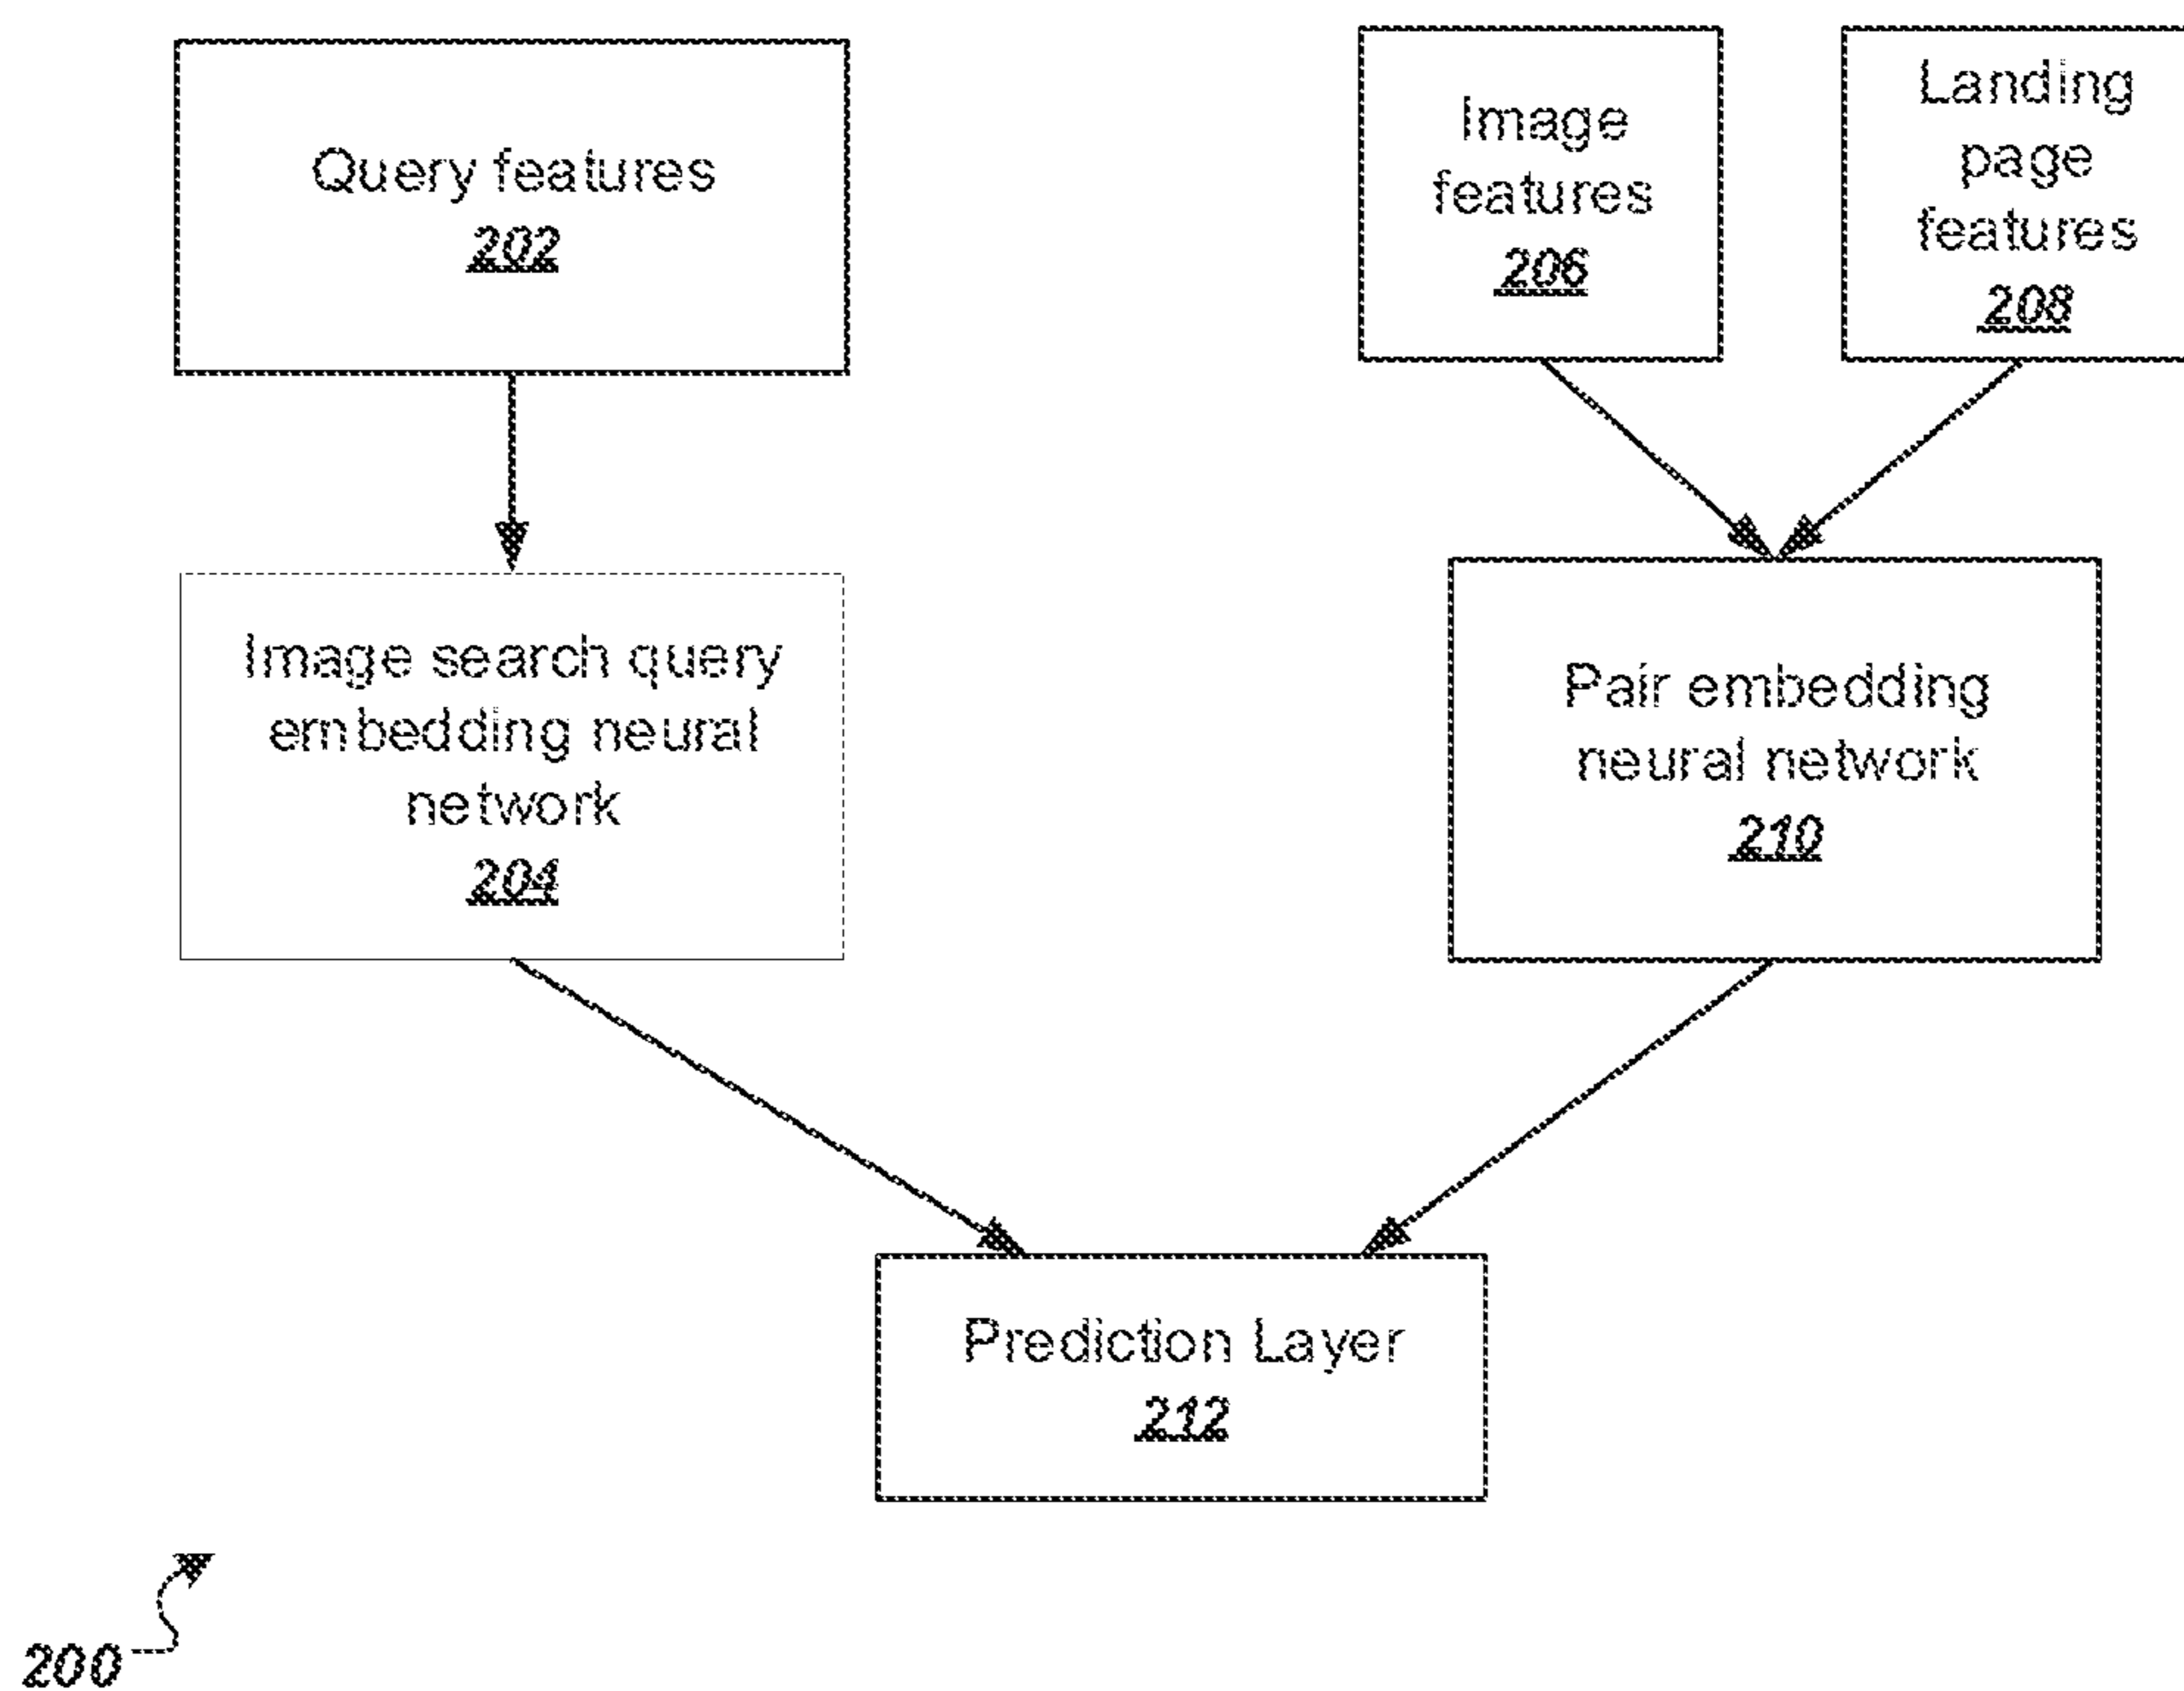 Query features
202
Image
features
206
Landing
page
features
208
Image search query
embedding neural
network
204
Pair embedding
neural network
210
Prediction Layer
212
200